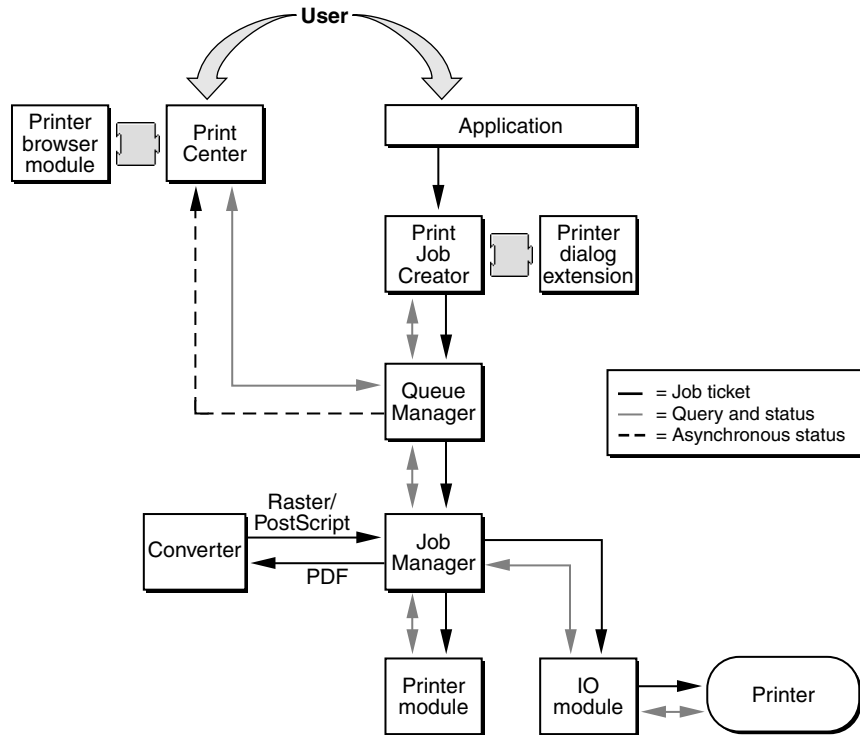 User
Printer
browser
module
Print
Center
Application
Print
Job
Creator
Printer
dialog
extension
Queue
Manager
= Job ticket
= Query and status
= Asynchronous status
Raster/
PostScript
Converter
PDF
Job
Manager
Printer
module
IO
module
Printer